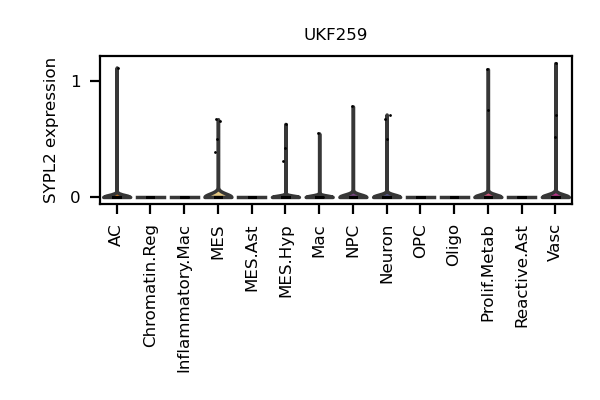 UKF259
SYPL2 expression
1
0
AC
Chromatin.Reg
Inflammatory.Mac
MES
MES.Ast
MES.Hyp
Mac
NPC
Neuron
OPC
Oligo
Prolif.Metab
Reactive.Ast
Vasc